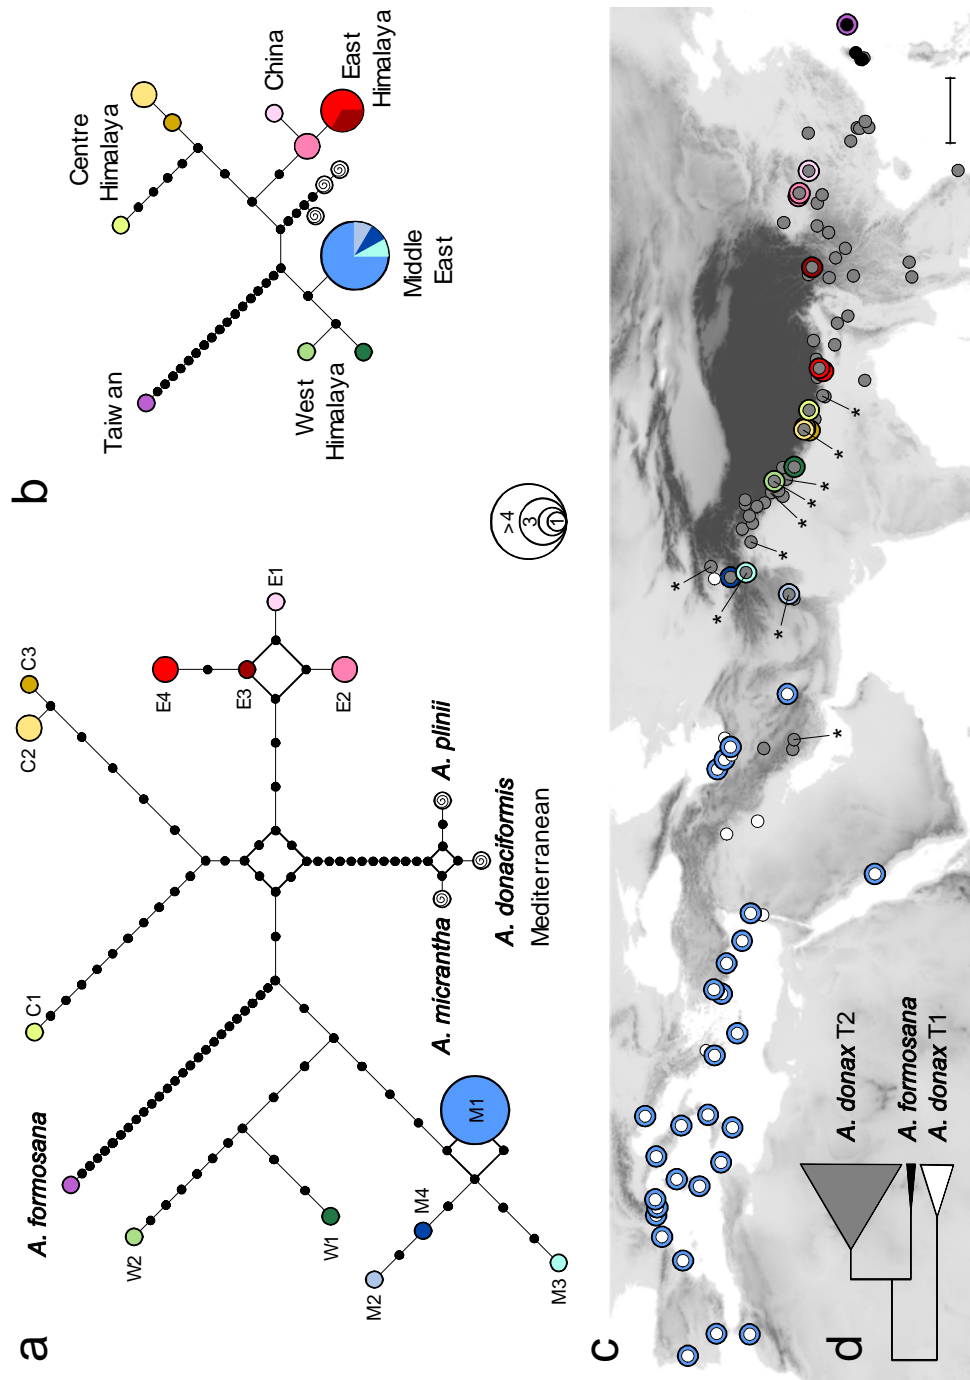 a
A. formosana
C1
C2
C3
E4
E1
E3
E2
W2
W1
M2
M4
M1
M3
A. micrantha
A. plinii
A. donaciformis
Mediterranean
>4
3
1
b
Taiw an
Centre
Himalaya
China
East
Himalaya
West
Himalaya
Middle
East
c
*
*
*
*
*
*
*
*
*
*
d
A. donax T2
A. formosana
A. donax T1